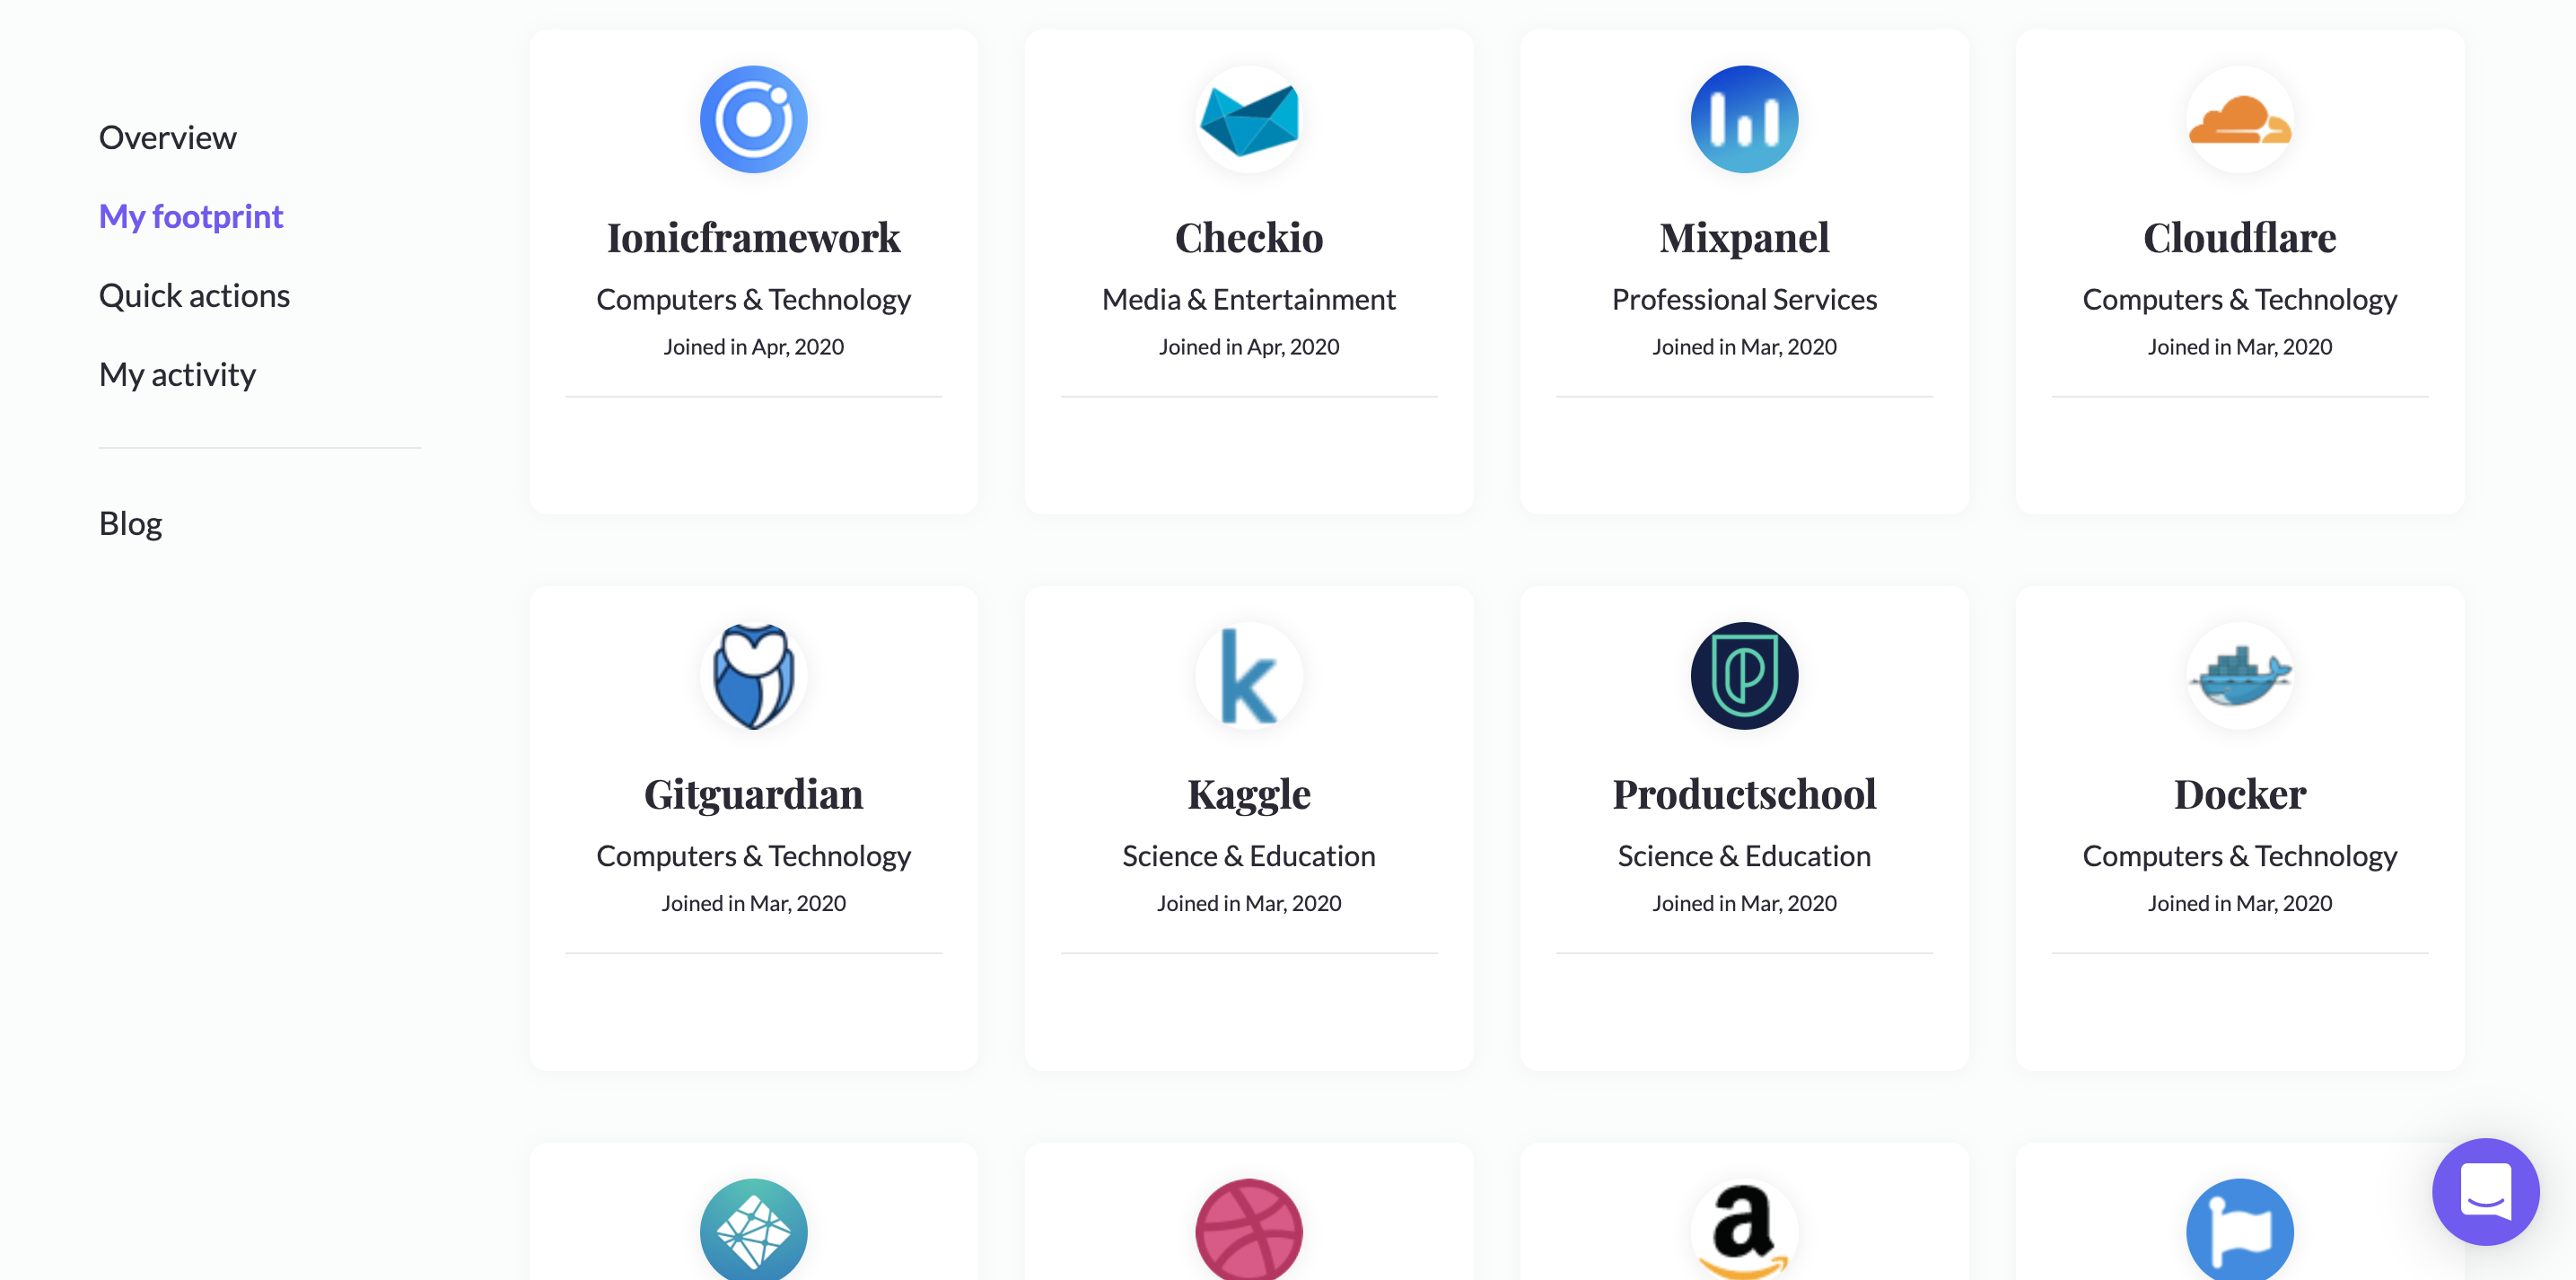 Overview
My footprint
Quick actions
My activity
Blog
Ionicframework
Computers & Technology
Joined in Apr, 2020
Checkio
Media & Entertainment
Joined in Apr, 2020
Mixpanel
Professional Services
Joined in Mar, 2020
Cloudflare
Computers & Technology
Joined in Mar, 2020
Gitguardian
Computers & Technology
Joined in Mar, 2020
k
Kaggle
Science & Education
Joined in Mar, 2020
P
Productschool
Science & Education
Joined in Mar, 2020
Docker
Computers & Technology
Joined in Mar, 2020
a